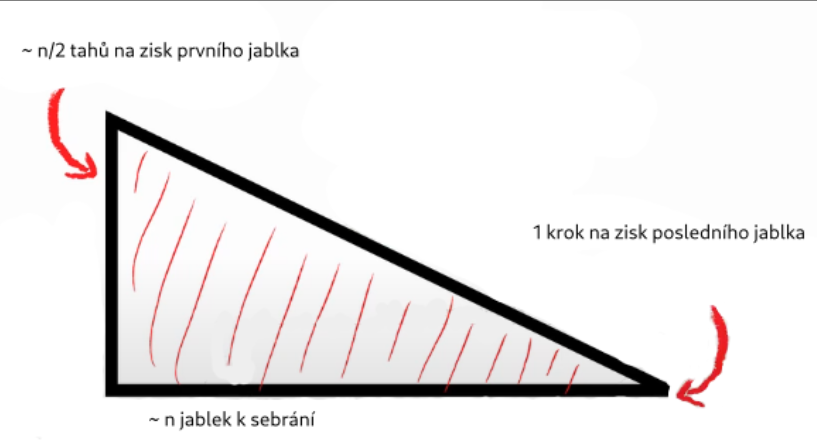 ~ n/2 tahů na zisk prvního jablka
1 krok na zisk posledního jablka
~ n jablek k sebrání